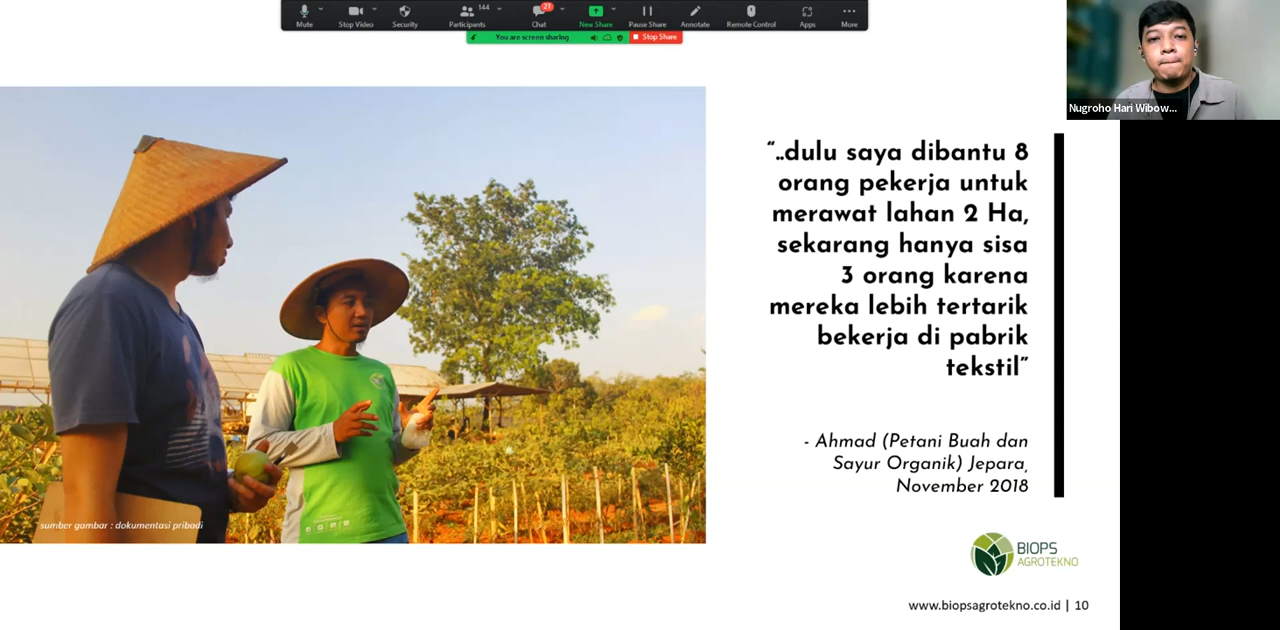 144
21
Mute
Stop Video
Security
Participants
Chat
New Share
Pause Share
Annotate
Remote Control
Apps
More
You are screen sharing
Stop Share
Nugroho Hari Wibow...
“..dulu saya dibantu 8
orang pekerja untuk
merawat lahan 2 Ha,
sekarang hanya sisa
3 orang karena
mereka lebih tertarik
bekerja di pabrik
tekstil”
- Ahmad (Petani Buah dan
Sayur Organik) Jepara,
November 2018
sumber gambar : dokumentasi pribadi
BIOPS
AGROTEKNO
www.biopsagrotekno.co.id | 10